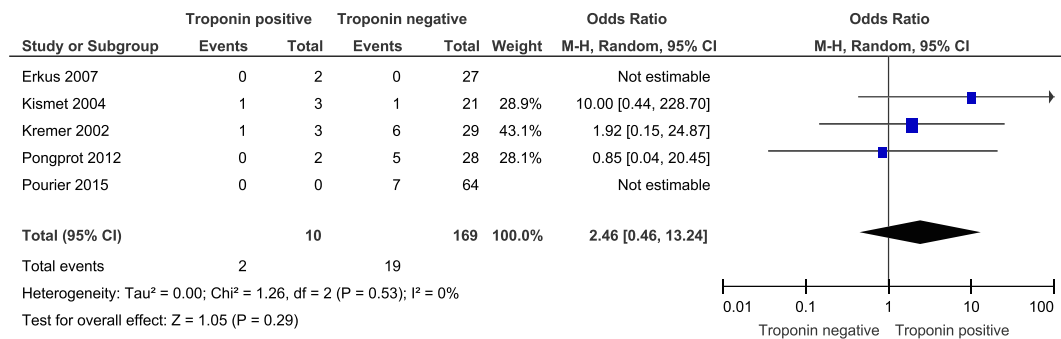 Troponin positive Troponin negative Odds Ratio Odds Ratio
Study or Subgroup Events Total Events Total Weight M-H, Random, 95% CI M-H, Random, 95% CI
Erkus 2007 0 2 0 27 Not estimable
Kismet 2004 1 3 1 21 28.9% 10.00 [0.44, 228.70]
Kremer 2002 1 3 6 29 43.1% 1.92 [0.15, 24.87]
Pongprot 2012 0 2 5 28 28.1% 0.85 [0.04, 20.45]
Pourier 2015 0 0 7 64 Not estimable
Total (95% CI) 10 169 100.0% 2.46 [0.46, 13.24]
Total events 2 19
Heterogeneity: Tau² = 0.00; Chi² = 1.26, df = 2 (P = 0.53); I² = 0%
Test for overall effect: Z = 1.05 (P = 0.29)
0.01 0.1 1 10 100
Troponin negative Troponin positive